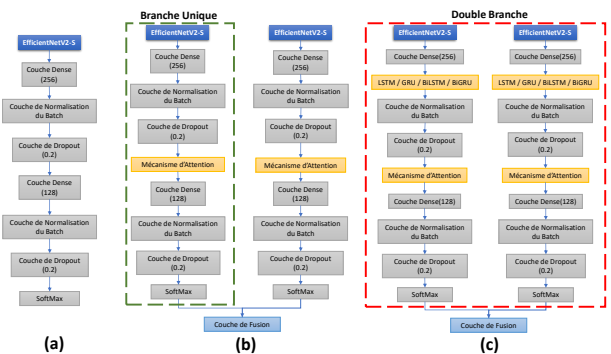 Branche Unique
Double Branche
EfficientNetV2-S
Couche Dense
(256)
Couche de Normalisation
du Batch
Couche de Dropout
(0.2)
Couche Dense
(128)
Couche de Normalisation
du Batch
Couche de Dropout
(0.2)
SoftMax
(a)
EfficientNetV2-S
Couche Dense
(256)
Couche de Normalisation
du Batch
Couche de Dropout
(0.2)
Mécanisme d'Attention
Couche Dense
(128)
Couche de Normalisation
du Batch
Couche de Dropout
(0.2)
SoftMax
EfficientNetV2-S
Couche Dense
(256)
Couche de Normalisation
du Batch
Couche de Dropout
(0.2)
Mécanisme d'Attention
Couche Dense
(128)
Couche de Normalisation
du Batch
Couche de Dropout
(0.2)
SoftMax
Couche de Fusion
(b)
EfficientNetV2-S
Couche Dense(256)
LSTM / GRU / BiLSTM / BiGRU
Couche de Normalisation
du Batch
Couche de Dropout
(0.2)
Mécanisme d'Attention
Couche Dense(128)
Couche de Normalisation
du Batch
Couche de Dropout
(0.2)
SoftMax
EfficientNetV2-S
Couche Dense(256)
LSTM / GRU / BiLSTM / BiGRU
Couche de Normalisation
du Batch
Couche de Dropout
(0.2)
Mécanisme d'Attention
Couche Dense(128)
Couche de Normalisation
du Batch
Couche de Dropout
(0.2)
SoftMax
Couche de Fusion
(c)